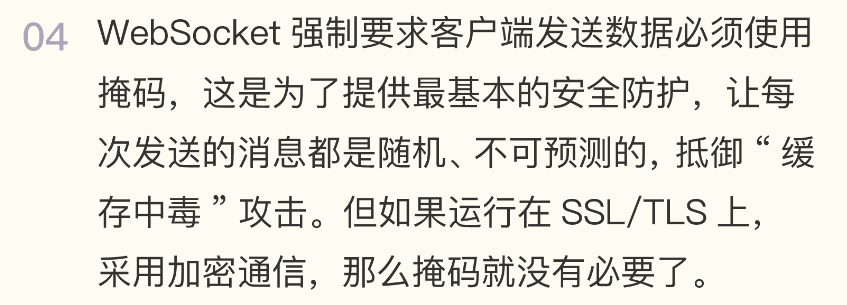 04 WebSocket 强制要求客户端发送数据必须使用
掩码，这是为了提供最基本的安全防护，让每
次发送的消息都是随机、不可预测的，抵御“缓
存中毒”攻击。但如果运行在 SSL/TLS 上，
采用加密通信，那么掩码就没有必要了。